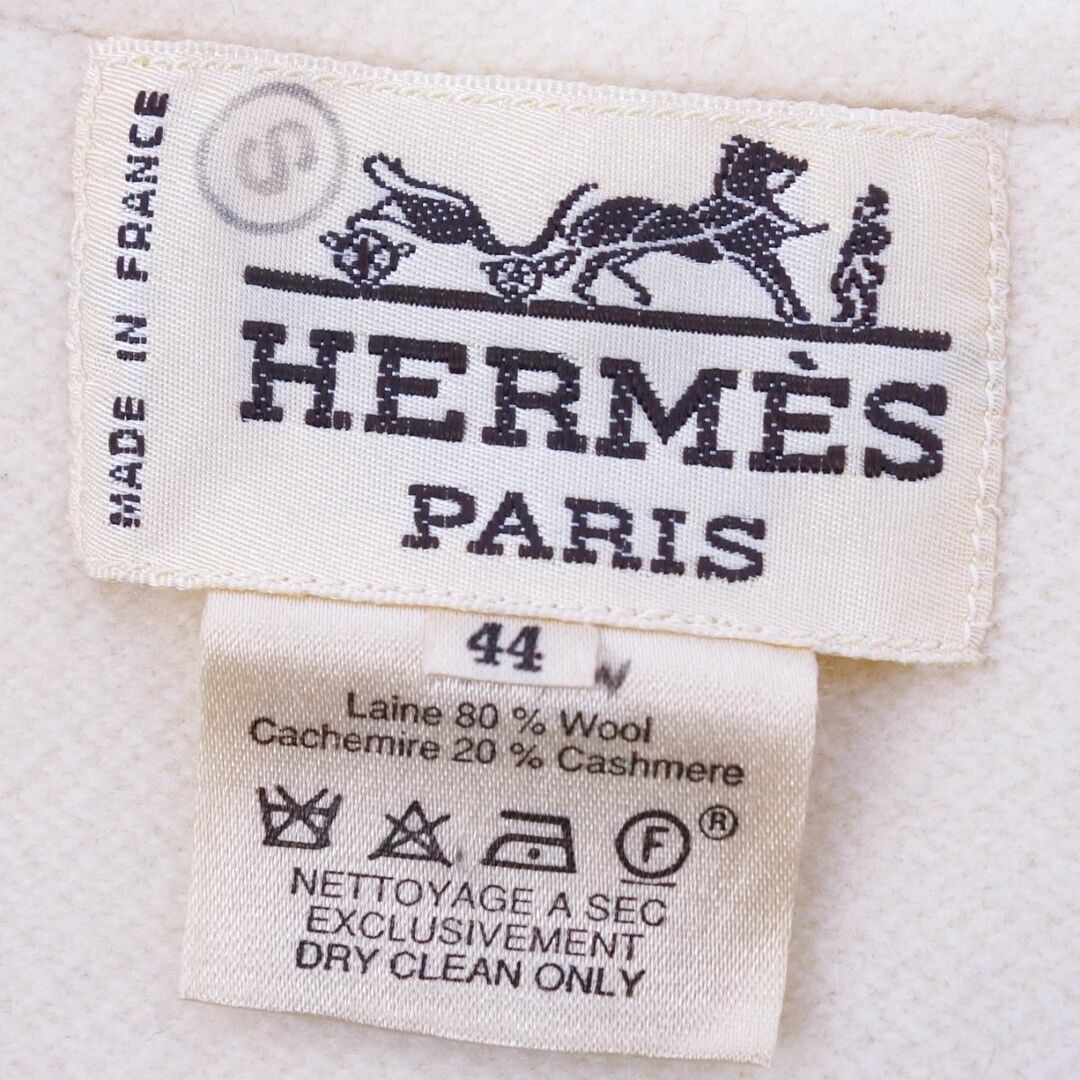 MADE IN FRANCE
S
HERMÈS
PARIS
44
Laine 80 % Wool
Cachemire 20 % Cashmere
F ®
NETTOYAGE A SEC
EXCLUSIVEMENT
DRY CLEAN ONLY